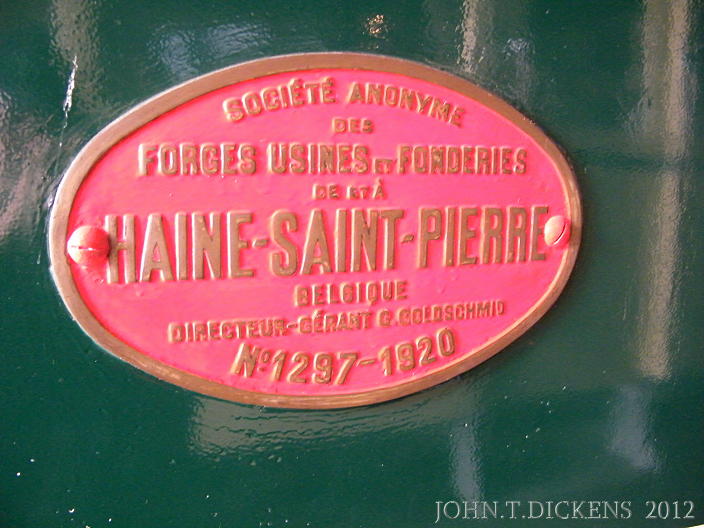 SOCIÉTÉ ANONYME
DES
FORGES USINES ET FONDERIES
DE ET À
HAINE-SAINT-PIERRE
BELGIQUE
DIRECTEUR-GÉRANT G. GOLDSCHMID
No 1297-1920
JOHN.T.DICKENS 2012